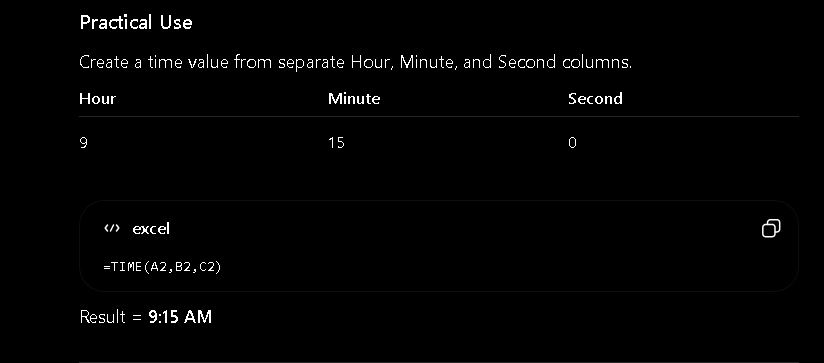 Practical Use
Create a time value from separate Hour, Minute, and Second columns.
Hour Minute Second
9 15 0
</> excel
=TIME(A2,B2,C2)
Result = 9:15 AM